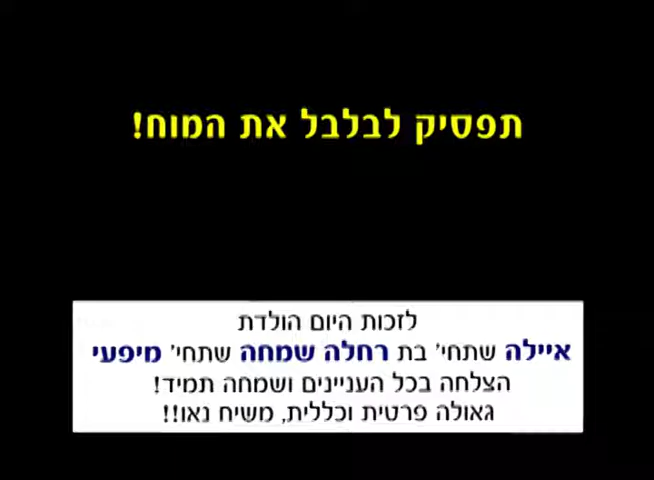 תפסיק לבלבל את המוח!
לזכות היום הולדת
איילה שתחי' בת רחלה שמחה שתחי' מיפעי
הצלחה בכל העניינים ושמחה תמיד!
גאולה פרטית וכללית, משיח נאו!!